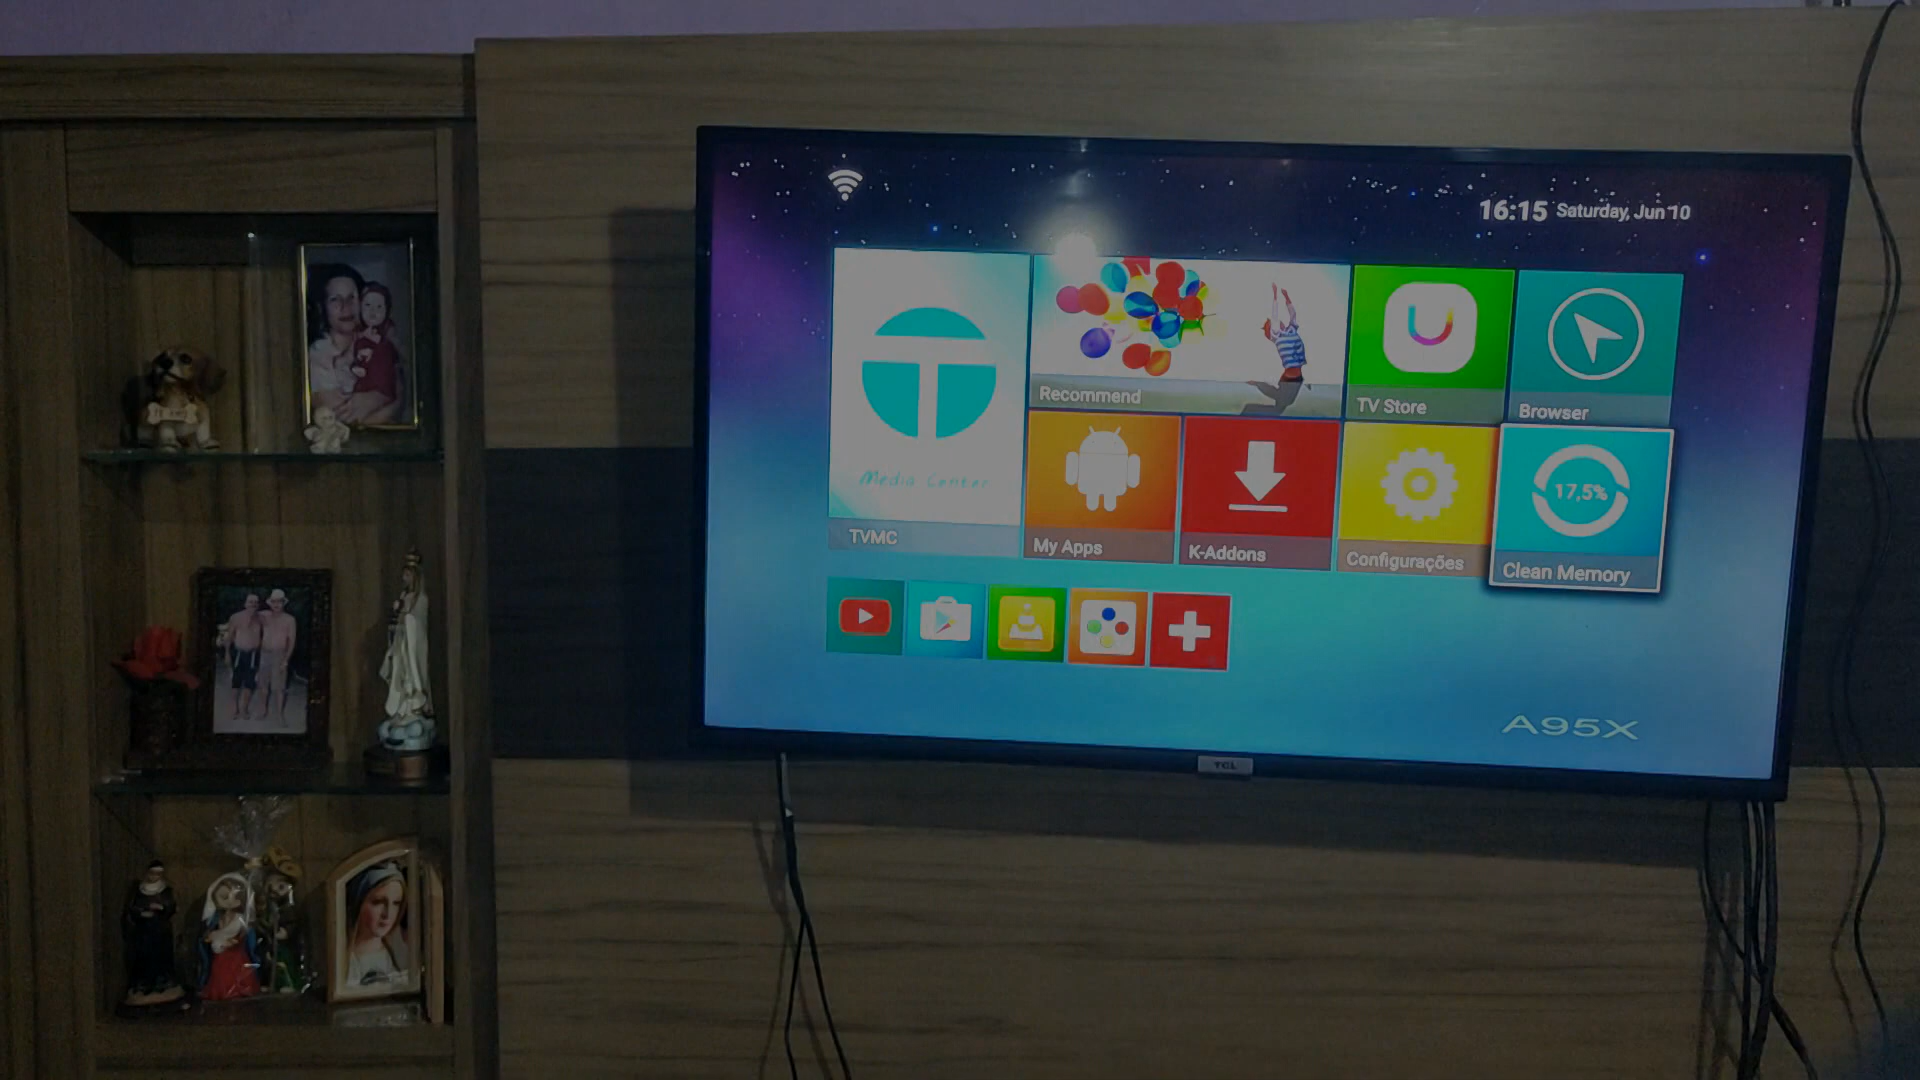 16:15 Saturday, Jun 10
Media Center
TVMC
Recommend
TV Store
Browser
My Apps
K-Addons
Configurações
17,5%
Clean Memory
A95X
TCL